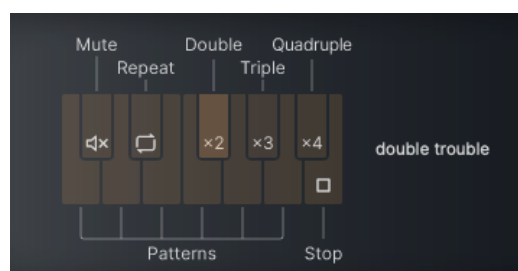 Mute Double Quadruple
Repeat Triple
×2 ×3 ×4
double trouble
Patterns Stop